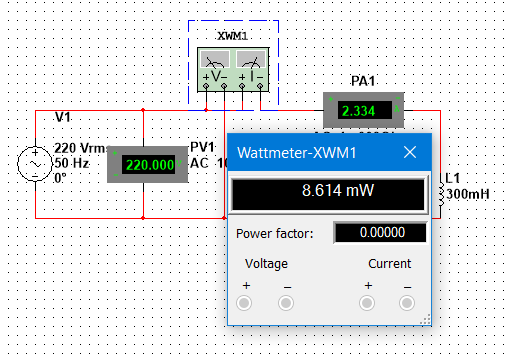 XWM1
+V- +I-
PA1
2.334
V1
220 Vrm
50 Hz
0°
220.000
PV1
AC
Wattmeter-XWM1
8.614 mW
L1
300mH
Power factor:
0.00000
Voltage
Current
+ - + -